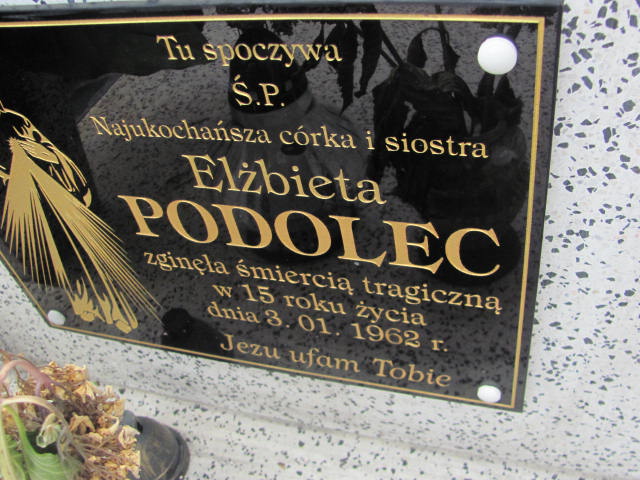 Tu spoczywa
Ś.P.
Najukochańsza córka i siostra
Elżbieta
PODOLEC
zginęla śmiercią tragiczną
w 15 roku życia
dnia 3. 01. 1962 r.
Jezu ufam Tobie